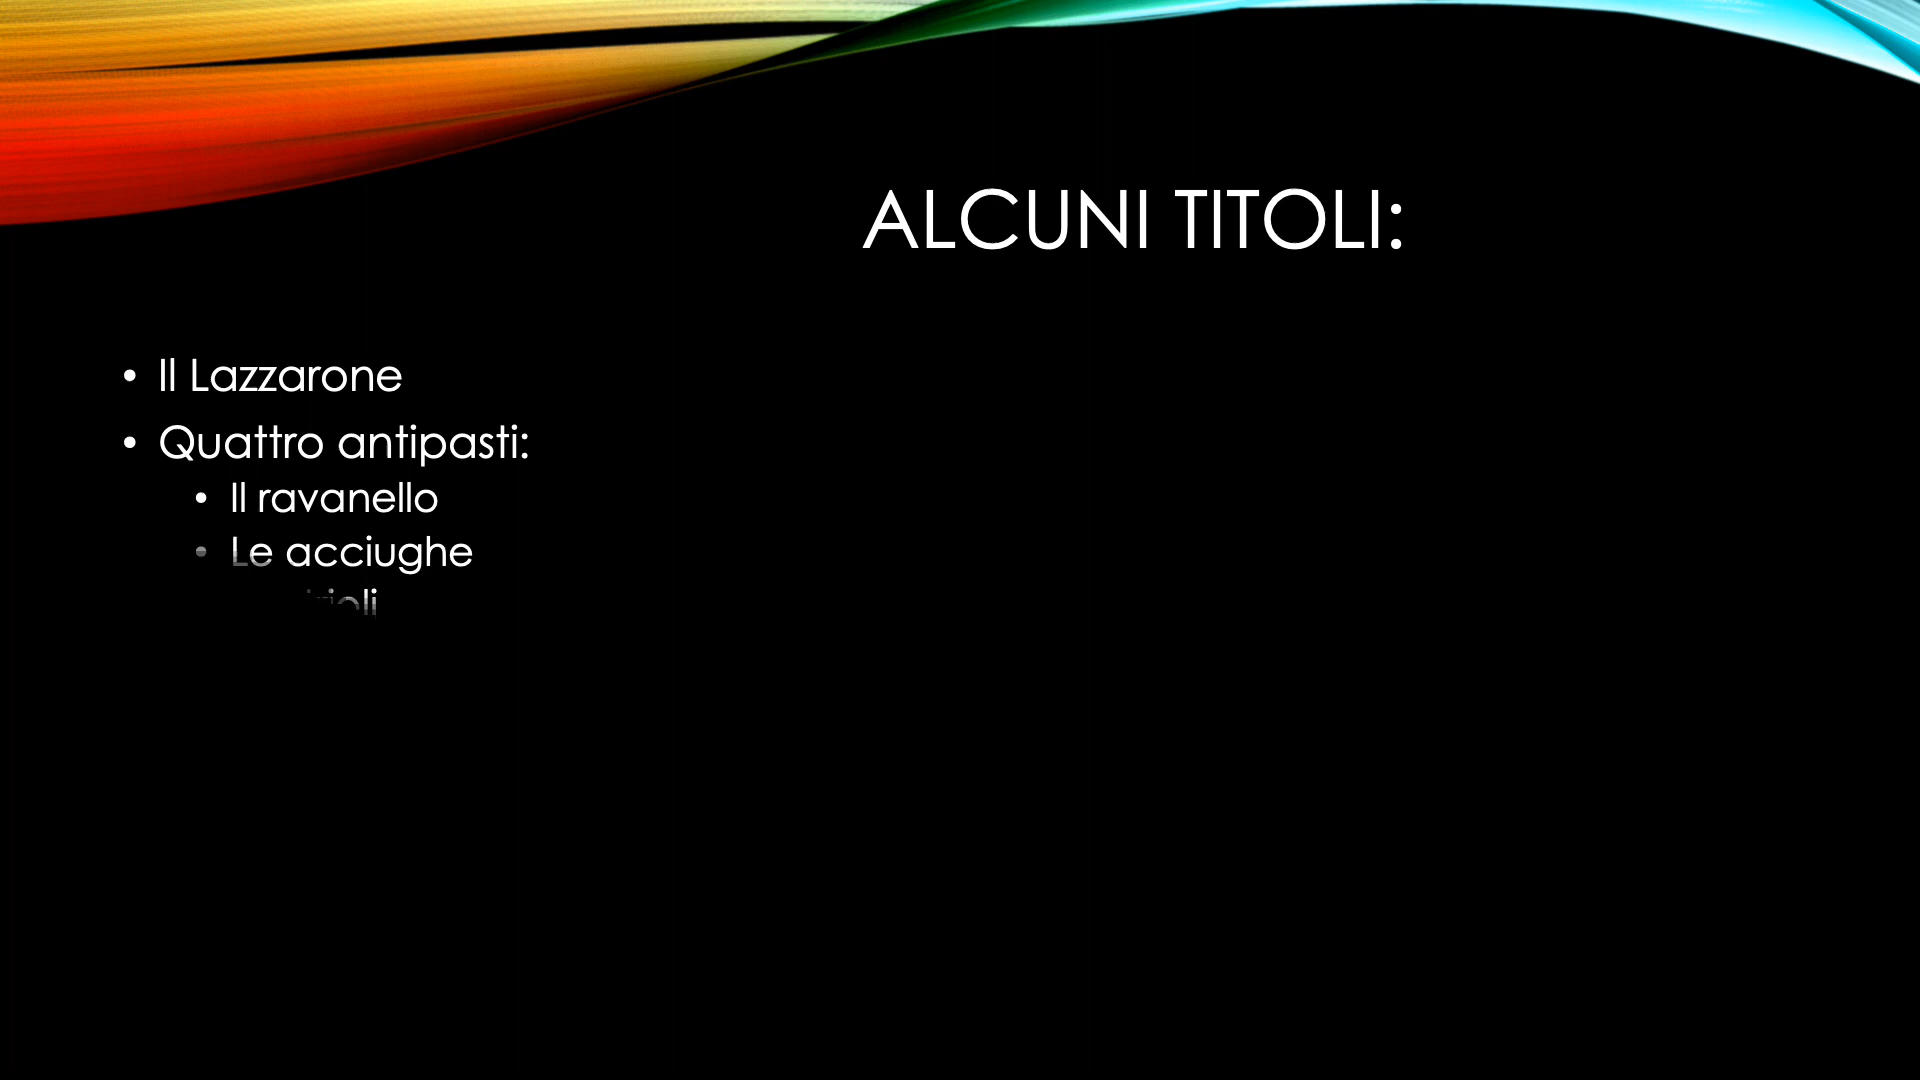 ALCUNI TITOLI:
• Il Lazzarone
• Quattro antipasti:
• Il ravanello
• Le acciughe